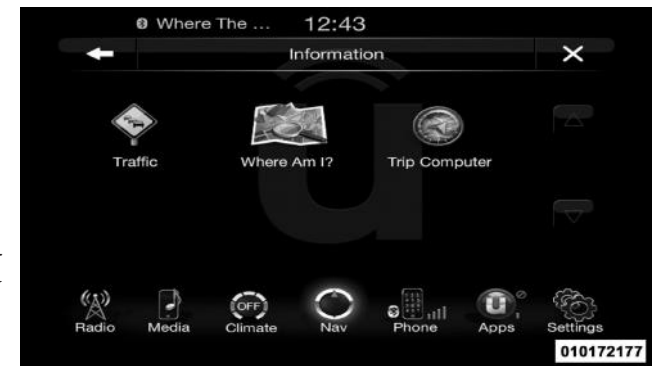 Where The ... 12:43
Information
Traffic Where Am I? Trip Computer
OFF
Radio Media Climate Nav Phone Apps Settings
010172177